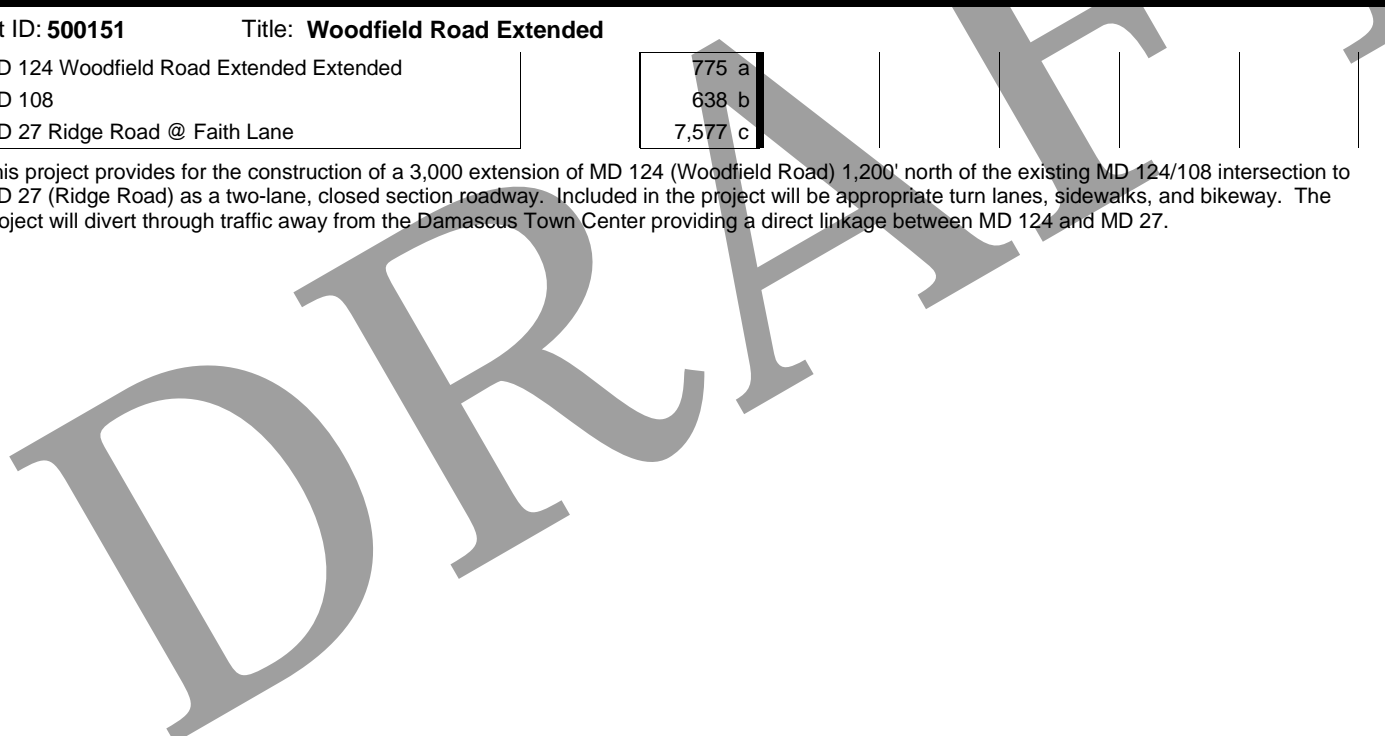 t ID: 500151 Title: Woodfield Road Extended
D 124 Woodfield Road Extended Extended 775 a
D 108 638 b
D 27 Ridge Road @ Faith Lane 7,577 c
his project provides for the construction of a 3,000 extension of MD 124 (Woodfield Road) 1,200' north of the existing MD 124/108 intersection to
D 27 (Ridge Road) as a two-lane, closed section roadway. Included in the project will be appropriate turn lanes, sidewalks, and bikeway. The
oject will divert through traffic away from the Damascus Town Center providing a direct linkage between MD 124 and MD 27.
DRAF